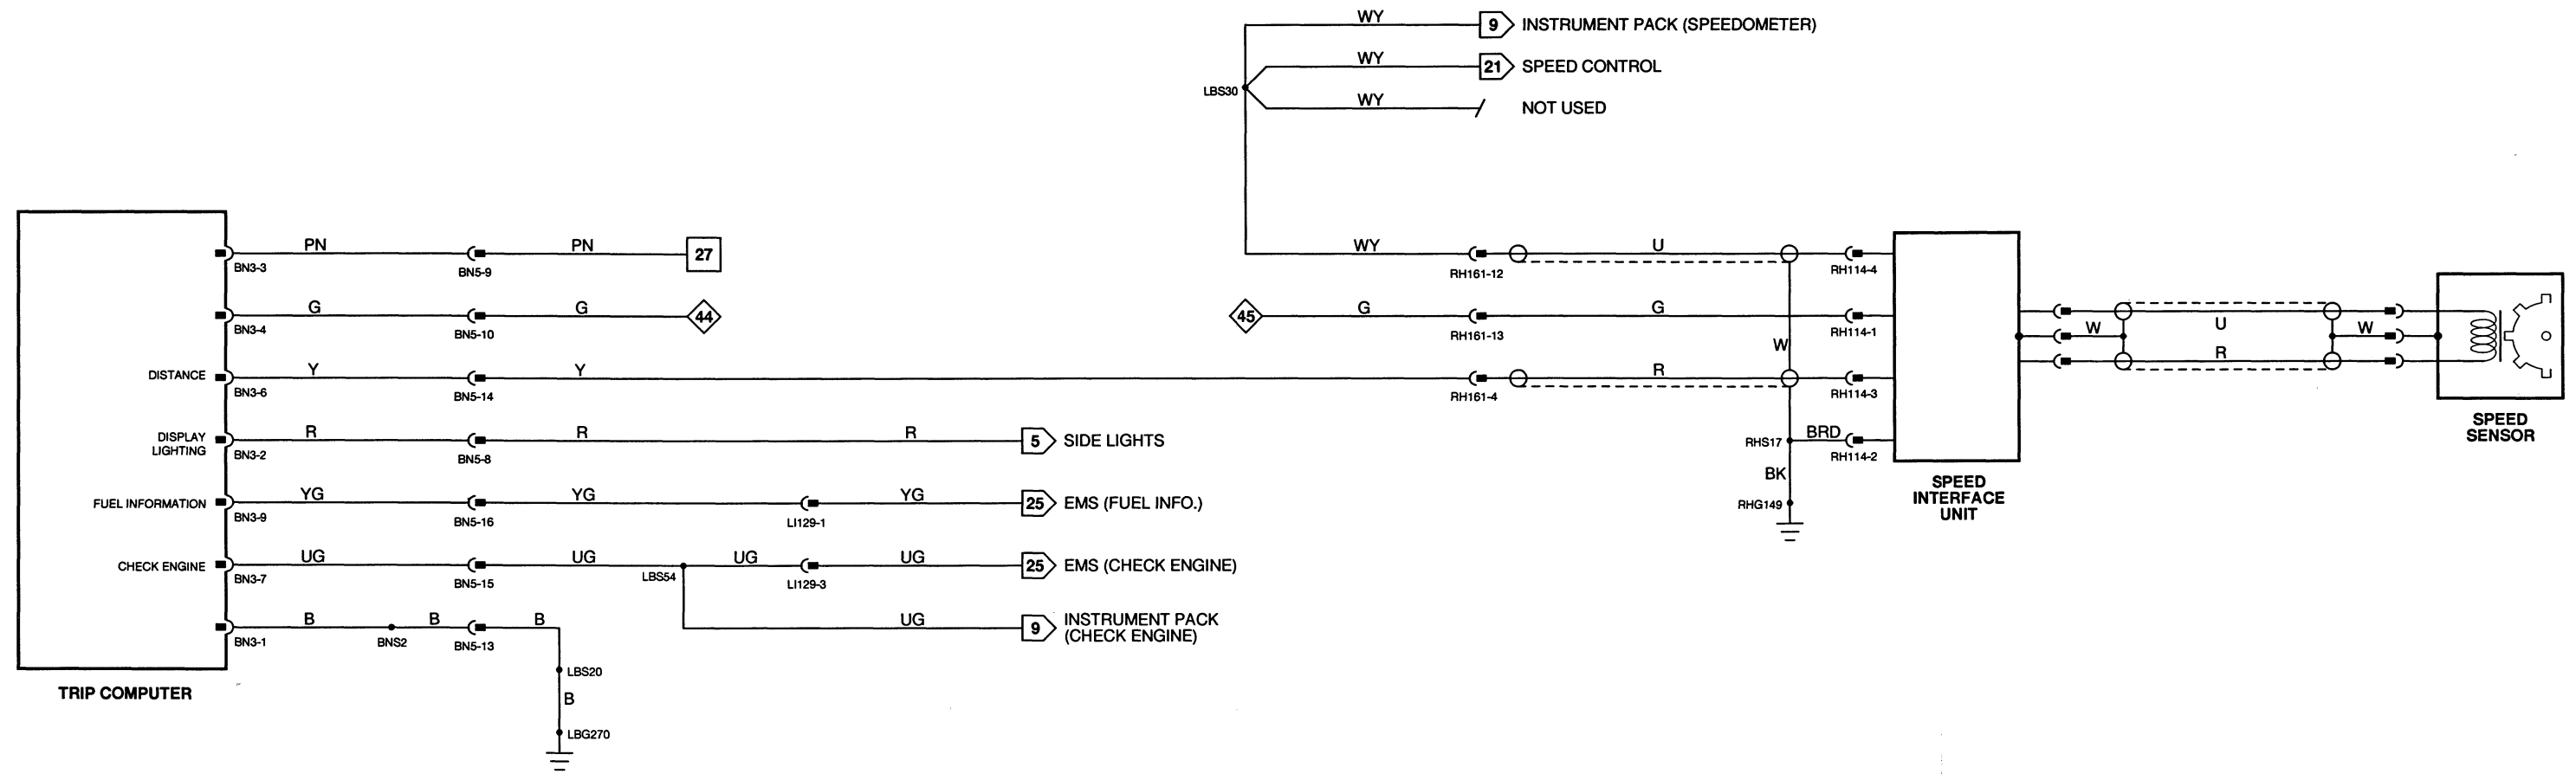 WY 9 INSTRUMENT PACK (SPEEDOMETER)
WY 21 SPEED CONTROL
LBS30
WY NOT USED
PN PN 27 WY U
BN3-3 BN5-9 RH161-12 RH114-4
G G 44 45 G G
BN3-4 BN5-10 RH161-13 RH114-1
U
W W
W
R
DISTANCE Y Y R
BN3-6 BN5-14 RH161-4 RH114-3
DISPLAY
LIGHTING
R R R 5 SIDE LIGHTS
BN3-2 BN5-8
RHS17 BRD
RH114-2
BK
RHG149
SPEED
INTERFACE
UNIT
SPEED
SENSOR
FUEL INFORMATION YG YG YG 25 EMS (FUEL INFO.)
BN3-9 BN5-16 LI129-1
CHECK ENGINE UG UG UG UG 25 EMS (CHECK ENGINE)
BN3-7 BN5-15 LBS54 LI129-3
UG 9 INSTRUMENT PACK
(CHECK ENGINE)
B B B
BN3-1 BNS2 BN5-13
LBS20
B
LBG270
TRIP COMPUTER